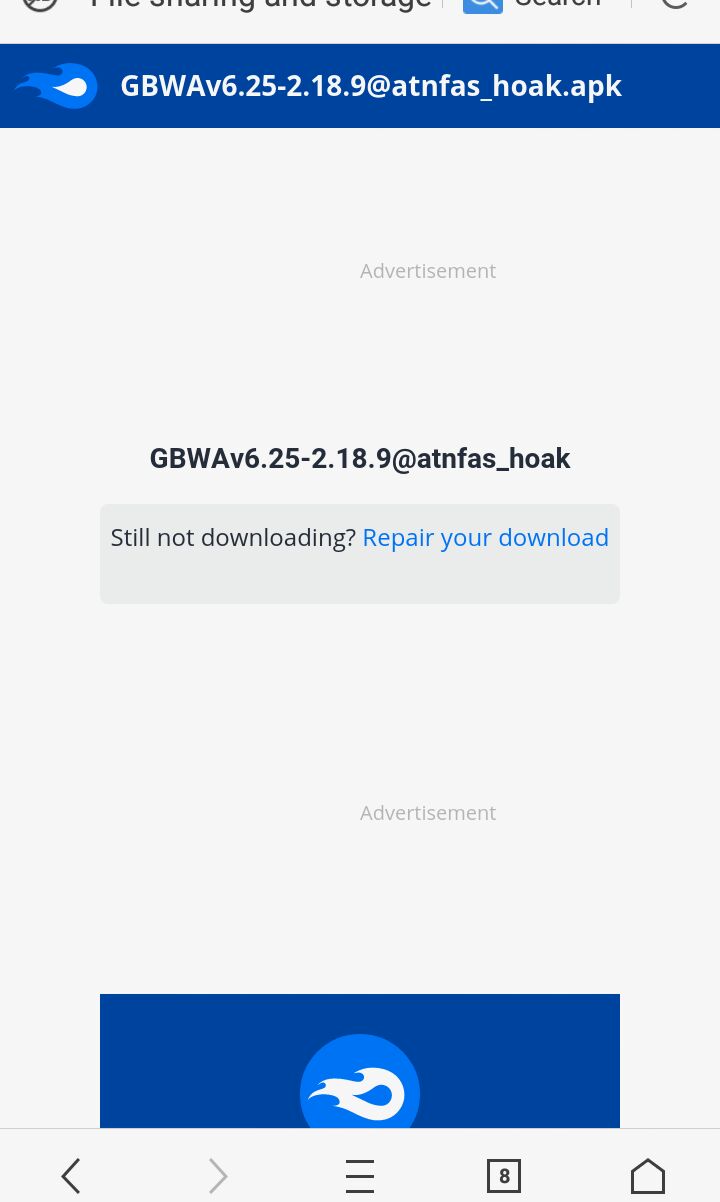 File sharing and storage Search
GBWAv6.25-2.18.9@atnfas_hoak.apk
Advertisement
GBWAv6.25-2.18.9@atnfas_hoak
Still not downloading? Repair your download
Advertisement
8